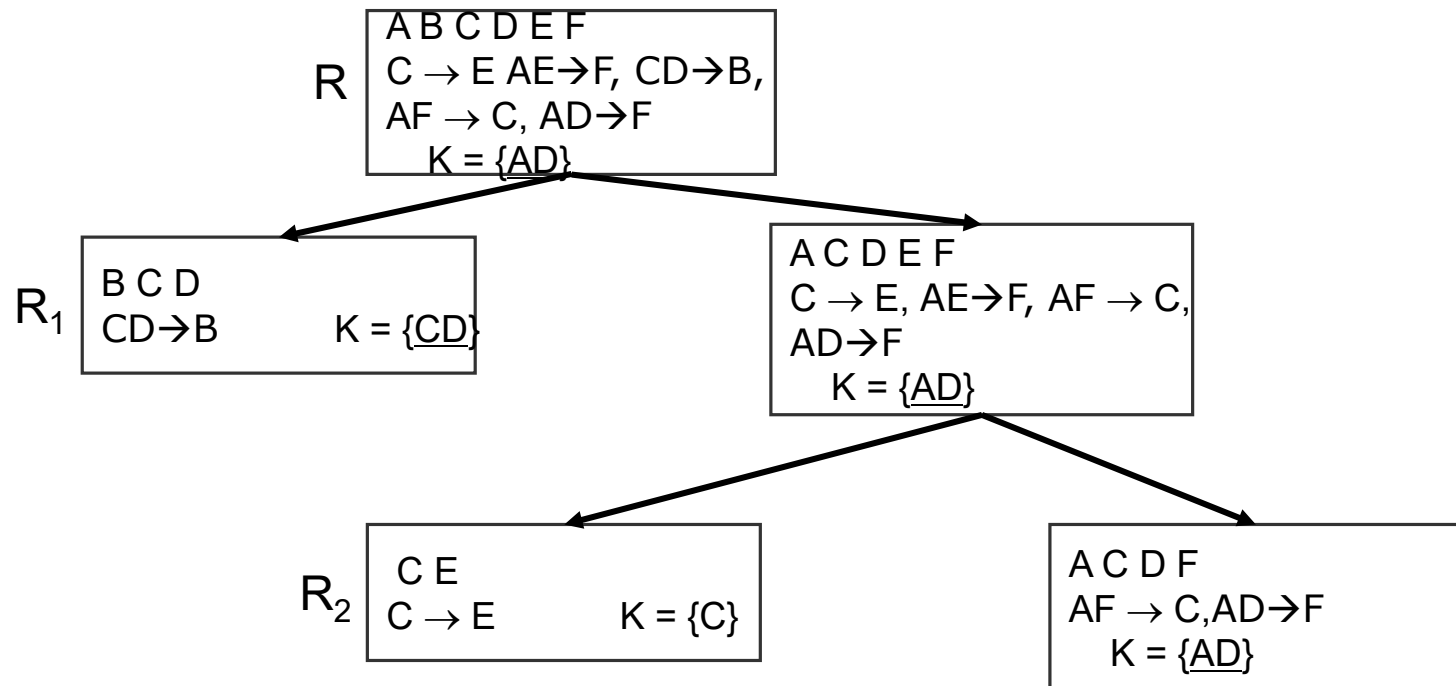 A B C D E F
R
C → E AE→F, CD→B,
AF → C, AD→F
K = {AD}
R₁
B C D
CD→B K = {CD}
A C D E F
C → E, AE→F, AF → C,
AD→F
K = {AD}
R₂
C E
C → E K = {C}
A C D F
AF → C,AD→F
K = {AD}